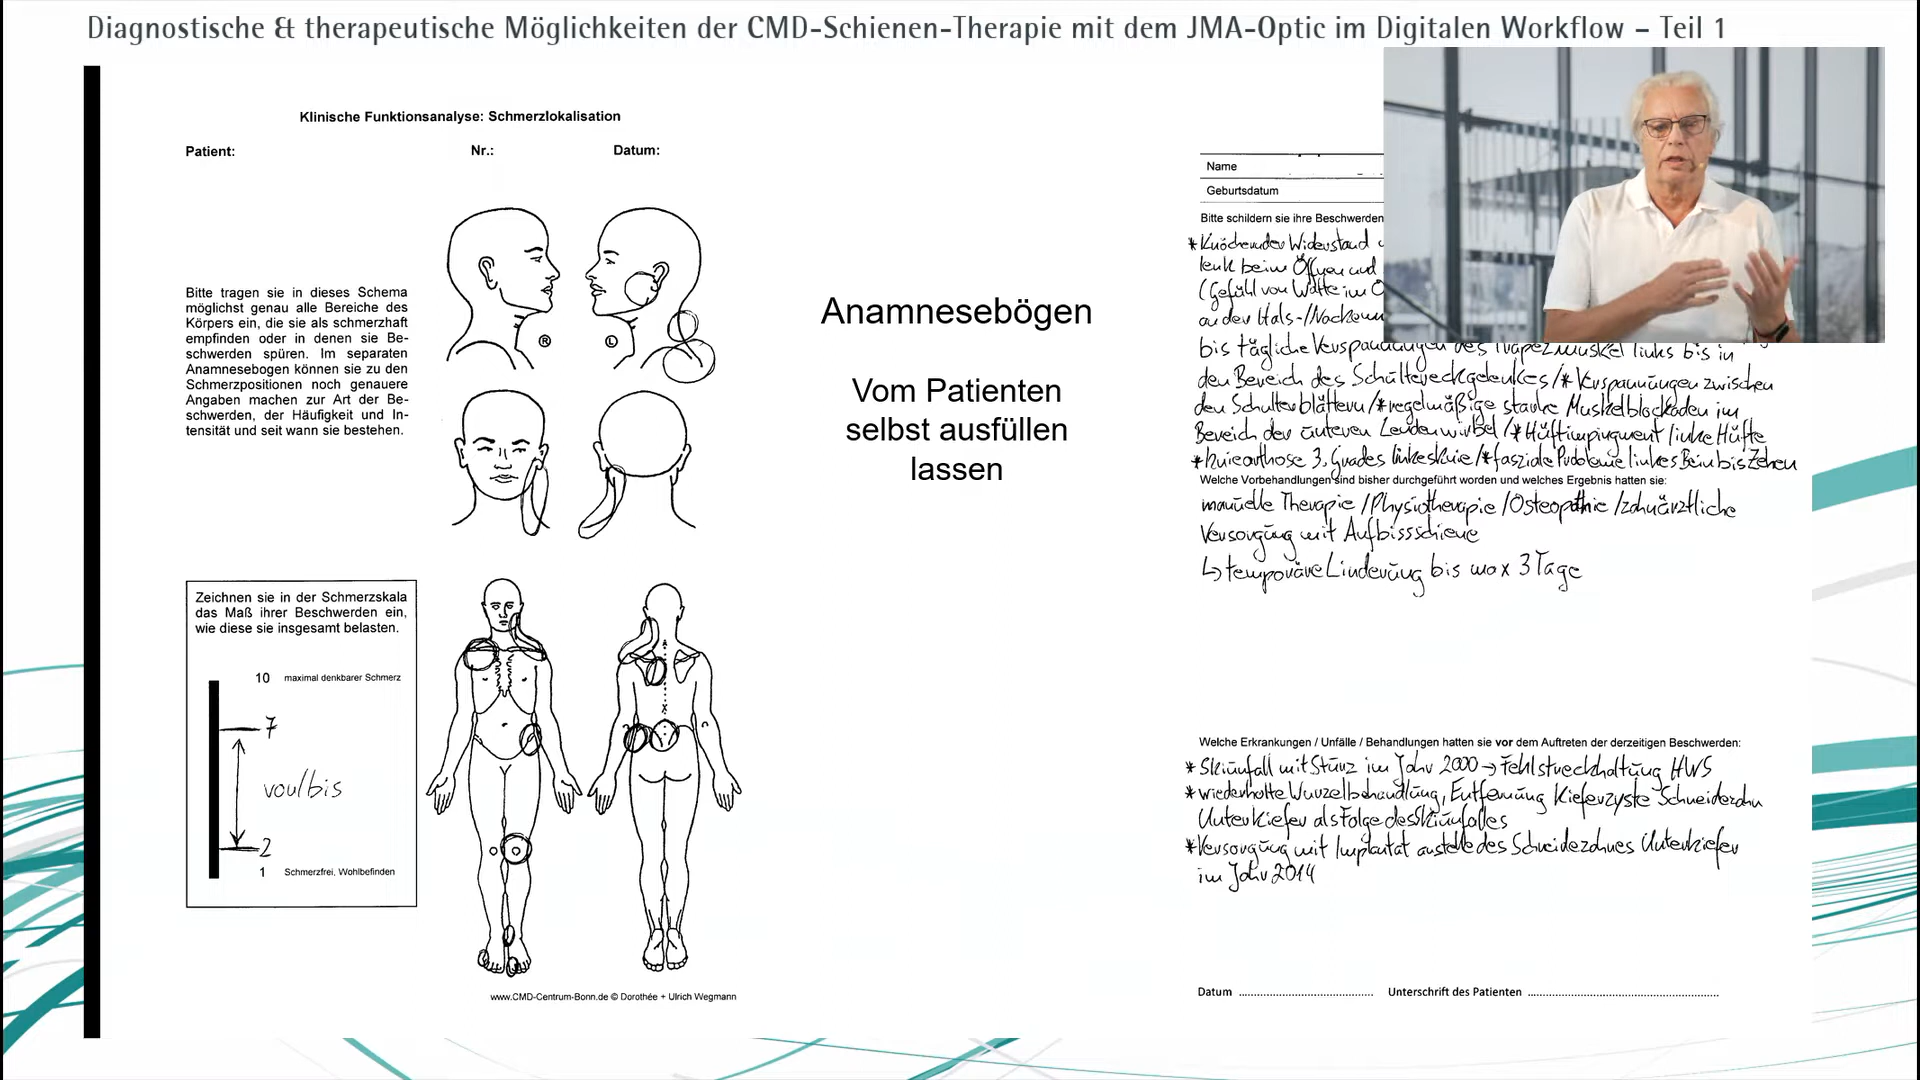 Diagnostische & therapeutische Möglichkeiten der CMD-Schienen-Therapie mit dem JMA-Optic im Digitalen Workflow – Teil 1
Klinische Funktionsanalyse: Schmerzlokalisation
Patient: Nr.: Datum:
Bitte tragen sie in dieses Schema
möglichst genau alle Bereiche des
Körpers ein, die sie als schmerzhaft
empfinden oder in denen sie Be-
schwerden spüren. Im separaten
Anamnesebogen können sie zu den
Schmerzpositionen noch genauere
Angaben machen zur Art der Be-
schwerden, der Häufigkeit und In-
tensität und seit wann sie bestehen.
R L
Zeichnen sie in der Schmerzskala
das Maß ihrer Beschwerden ein,
wie diese sie insgesamt belasten.
10 maximal denkbarer Schmerz
7
von/bis
2
1 Schmerzfrei, Wohlbefinden
www.CMD-Centrum-Bonn.de © Dorothée + Ulrich Wegmann
Anamnesebögen
Vom Patienten
selbst ausfüllen
lassen
Name
Geburtsdatum
Bitte schildern sie ihre Beschwerden
* Knöchender Widerstand
lenk beim Öffnen und
(Gefühl von Watte im O
an der Hals-/Nacken
bis tägliche Verspannungen des Trapezmuskel links bis in
den Bereich des Schultereckgelenkes/* Verspannungen zwischen
den Schulterblättern/* regelmäßige starke Muskelblockaden im
Bereich der unteren Lendenwirbel/* Hüftimpingment linke Hüfte
* Kniearthose 3. Grades linkes Knie/* fasziale Probleme linkes Bein bis Zehen
Welche Vorbehandlungen sind bisher durchgeführt worden und welches Ergebnis hatten sie:
manuelle Therapie /Physiotherapie /Osteopathie /zahnärztliche
Versorgung mit Aufbissschiene
↳ temporäre Linderung bis max 3 Tage
Welche Erkrankungen / Unfälle / Behandlungen hatten sie vor dem Auftreten der derzeitigen Beschwerden:
* Skiunfall mit Sturz im Jahr 2000 → Fehlstreckhaltung HWS
* wiederholte Wurzelbehandlung, Entfernung Kieferzyste Schneidezahn
Unterkiefer als Folge des Skiunfalles
* Versorgung mit Implantat anstelle des Schneidezahnes Unterkiefer
im Jahr 2014
Datum Unterschrift des Patienten